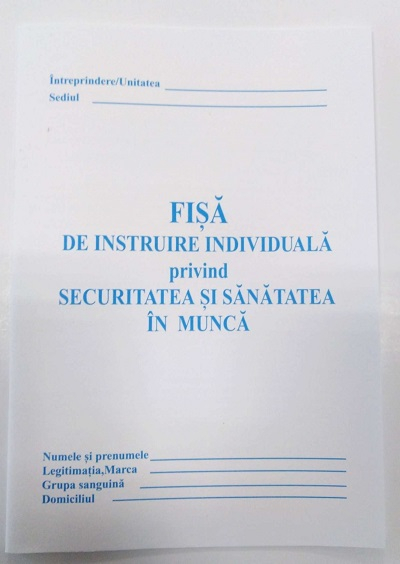 Întreprindere/Unitatea
Sediul
FIȘĂ
DE INSTRUIRE INDIVIDUALĂ
privind
SECURITATEA ȘI SĂNĂTATEA
ÎN MUNCĂ
Numele și prenumele
Legitimația,Marca
Grupa sanguină
Domiciliul